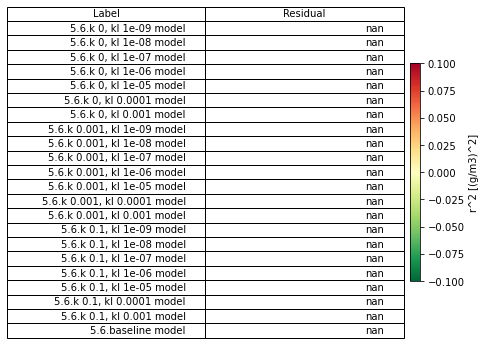 Label Residual
5.6.k 0, kl 1e-09 model nan
5.6.k 0, kl 1e-08 model nan
5.6.k 0, kl 1e-07 model nan
5.6.k 0, kl 1e-06 model nan
5.6.k 0, kl 1e-05 model nan
5.6.k 0, kl 0.0001 model nan
5.6.k 0, kl 0.001 model nan
5.6.k 0.001, kl 1e-09 model nan
5.6.k 0.001, kl 1e-08 model nan
5.6.k 0.001, kl 1e-07 model nan
5.6.k 0.001, kl 1e-06 model nan
5.6.k 0.001, kl 1e-05 model nan
5.6.k 0.001, kl 0.0001 model nan
5.6.k 0.001, kl 0.001 model nan
5.6.k 0.1, kl 1e-09 model nan
5.6.k 0.1, kl 1e-08 model nan
5.6.k 0.1, kl 1e-07 model nan
5.6.k 0.1, kl 1e-06 model nan
5.6.k 0.1, kl 1e-05 model nan
5.6.k 0.1, kl 0.0001 model nan
5.6.k 0.1, kl 0.001 model nan
5.6.baseline model nan
0.100
0.075
0.050
0.025
0.000
−0.025
−0.050
−0.075
−0.100
r^2 [(g/m3)^2]